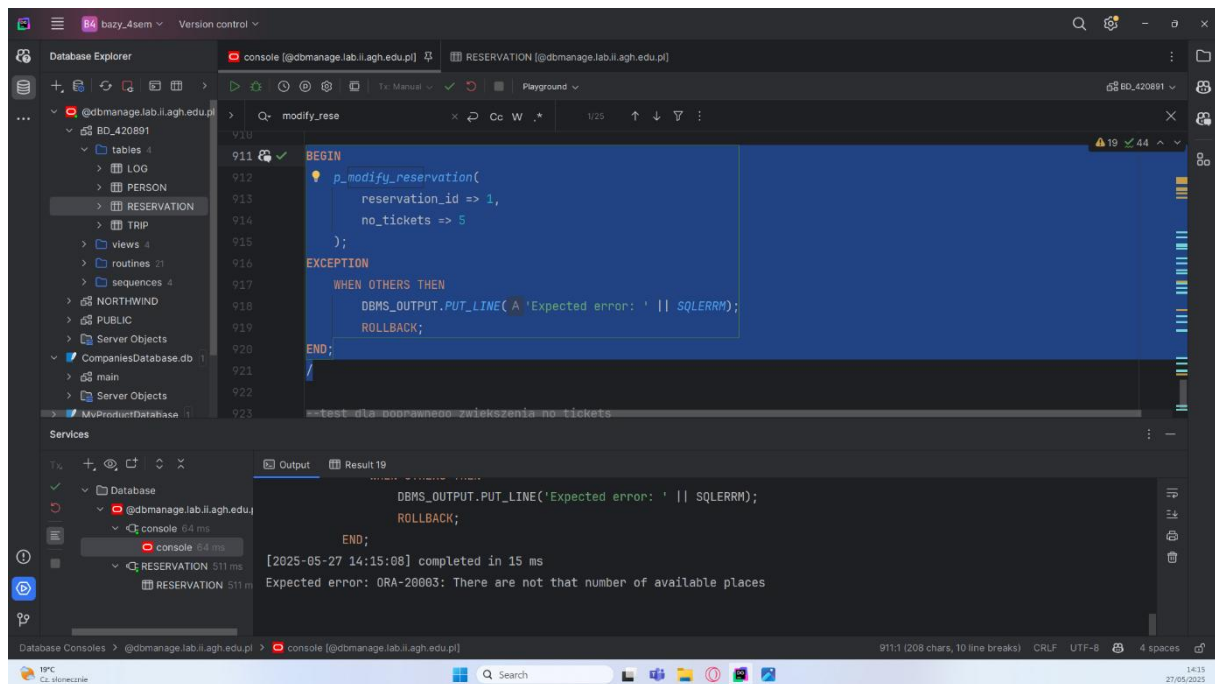 B4 bazy_4sem Version control
Database Explorer
console [@dbmanage.lab.ii.agh.edu.pl]
RESERVATION [@dbmanage.lab.ii.agh.edu.pl]
Tx: Manual
Playground
BD_420891
@dbmanage.lab.ii.agh.edu.pl
BD_420891
tables 4
LOG
PERSON
RESERVATION
TRIP
views 4
routines 21
sequences 4
NORTHWIND
PUBLIC
Server Objects
CompaniesDatabase.db 1
main
Server Objects
MyProductDatabase 1
modify_rese
Cc W .* 1/25
19 44
910
911 BEGIN
912 p_modify_reservation(
913 reservation_id => 1,
914 no_tickets => 5
915 );
916 EXCEPTION
917 WHEN OTHERS THEN
918 DBMS_OUTPUT.PUT_LINE( A 'Expected error: ' || SQLERRM);
919 ROLLBACK;
920 END;
921 /
922
923 --test dla poprawnego zwiekszenia no tickets
Services
Tx
Database
@dbmanage.lab.ii.agh.edu.p
console 64 ms
console 64 ms
RESERVATION 511 ms
RESERVATION 511 m
Output Result 19
WHEN OTHERS THEN
DBMS_OUTPUT.PUT_LINE('Expected error: ' || SQLERRM);
ROLLBACK;
END;
[2025-05-27 14:15:08] completed in 15 ms
Expected error: ORA-20003: There are not that number of available places
Database Consoles > @dbmanage.lab.ii.agh.edu.pl > console [@dbmanage.lab.ii.agh.edu.pl]
911:1 (208 chars, 10 line breaks) CRLF UTF-8 4 spaces
19°C
Cz. słonecznie
Search
14:15
27/05/2025